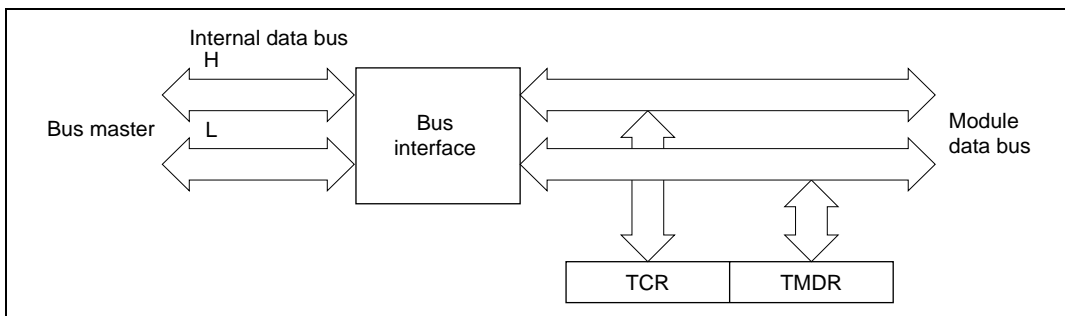 Internal data bus
H
Bus master
L
Bus
interface
Module
data bus
TCR
TMDR